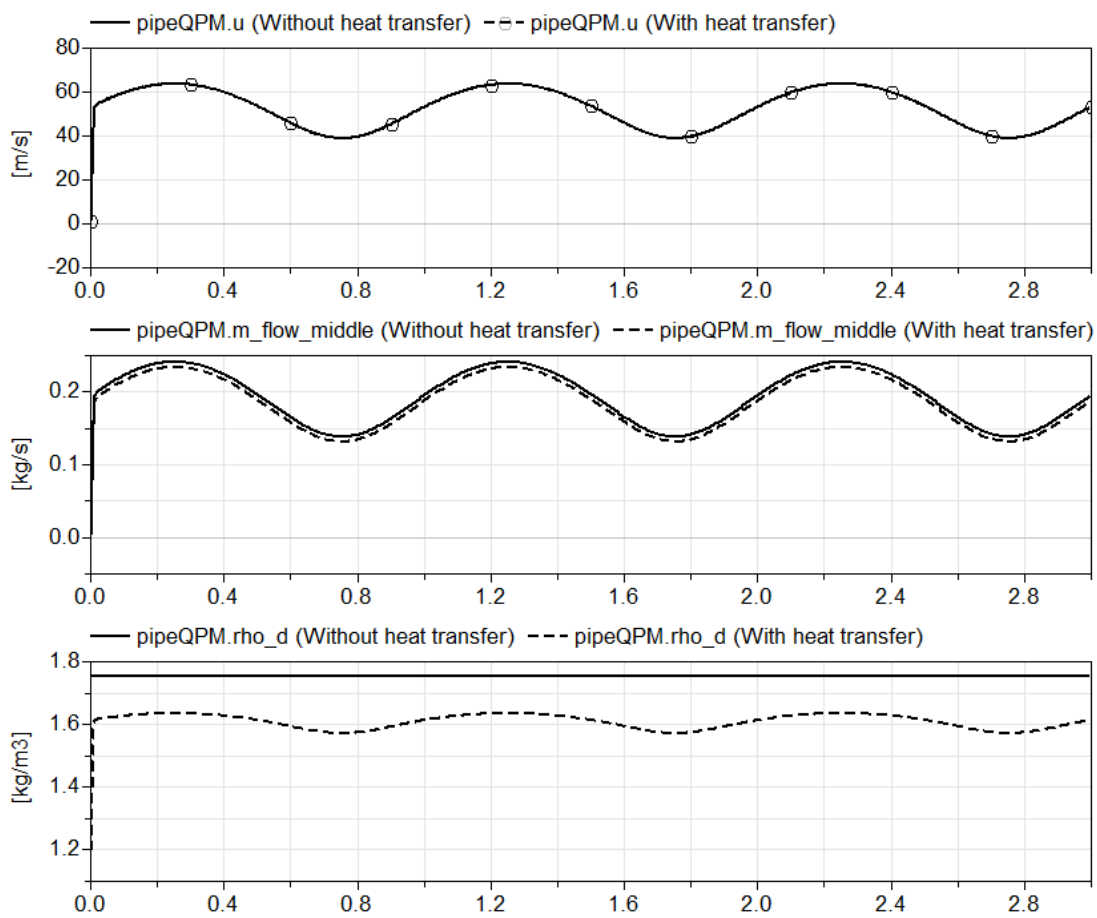 pipeQPM.u (Without heat transfer) pipeQPM.u (With heat transfer)
80
60
40
20
0
-20
[m/s]
0.0 0.4 0.8 1.2 1.6 2.0 2.4 2.8
pipeQPM.m_flow_middle (Without heat transfer) pipeQPM.m_flow_middle (With heat transfer)
0.2
0.1
0.0
[kg/s]
0.0 0.4 0.8 1.2 1.6 2.0 2.4 2.8
pipeQPM.rho_d (Without heat transfer) pipeQPM.rho_d (With heat transfer)
1.8
1.6
1.4
1.2
[kg/m3]
0.0 0.4 0.8 1.2 1.6 2.0 2.4 2.8